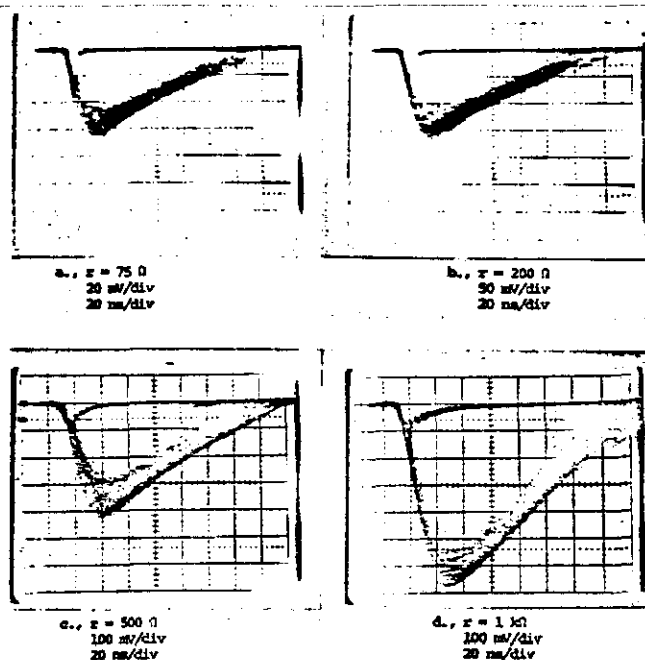 a., r = 75 Ω
20 mV/div
20 ns/div
b., r = 200 Ω
50 mV/div
20 ns/div
c., r = 500 Ω
100 mV/div
20 ns/div
d., r = 1 kΩ
100 mV/div
20 ns/div